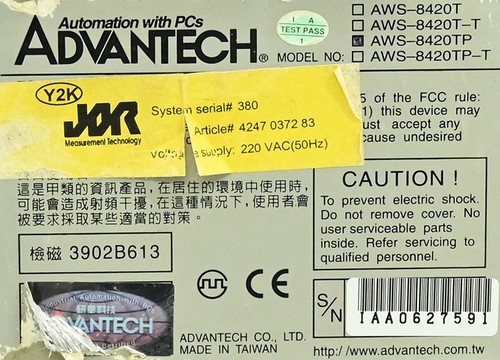 Automation with PCs
ADVANTECH®
I A
TEST PASS
1
MODEL NO:
AWS-8420T
AWS-8420T-T
AWS-8420TP
AWS-8420TP-T
Y2K
JOR
Measurement Technology
System serial# 380
Article# 4247 0372 83
Voltage supply: 220 VAC(50Hz)
5 of the FCC rule:
1) this device may
ust accept any
cause undesired
這是甲類的資訊產品,在居住的環境中使用時,
可能會造成射頻干擾,在這種情況下,使用者會
被要求採取某些適當的對策。
檢磁 3902B613
CAUTION !
To prevent electric shock.
Do not remove cover. No
user serviceable parts
inside. Refer servicing to
qualified personnel.
Industrial Automation with PCs
研華科技
ADVANTECH
Certified
CE
S/N
IAA0627591
ADVANTECH CO., LTD.
MADE IN TAIWAN
http://www.advantech.com.tw